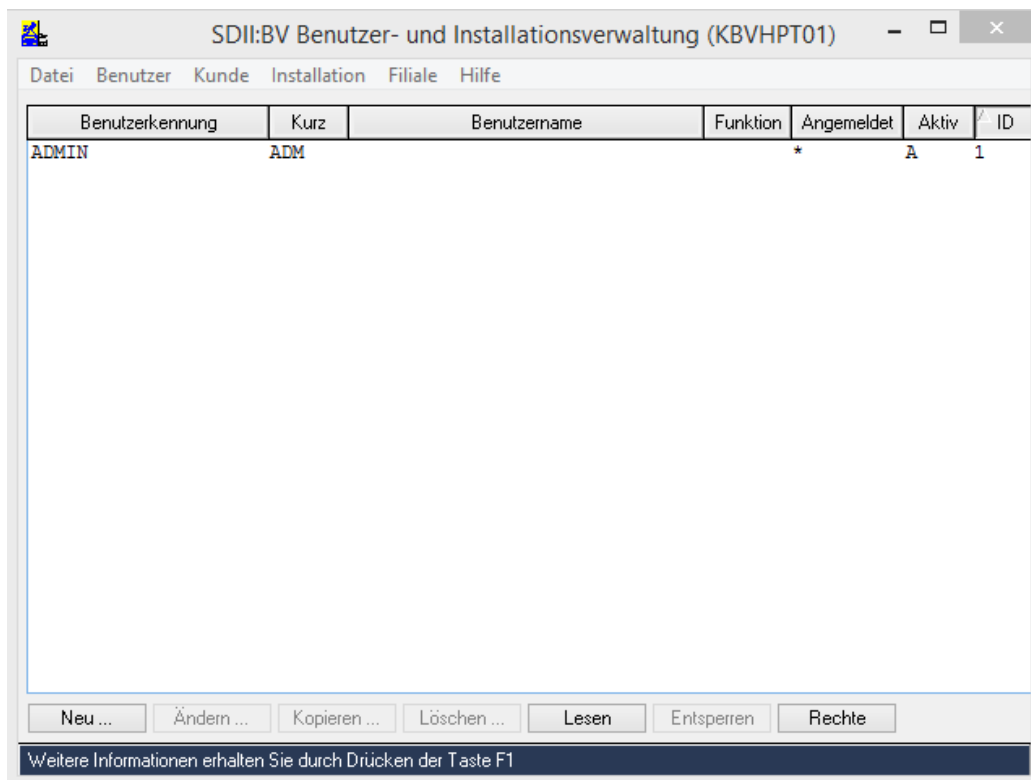 SDII:BV Benutzer- und Installationsverwaltung (KBVHPT01)
Datei Benutzer Kunde Installation Filiale Hilfe
Benutzerkennung Kurz Benutzername Funktion Angemeldet Aktiv ID
ADMIN ADM * A 1
Neu ... Ändern ... Kopieren ... Löschen ... Lesen Entsperren Rechte
Weitere Informationen erhalten Sie durch Drücken der Taste F1